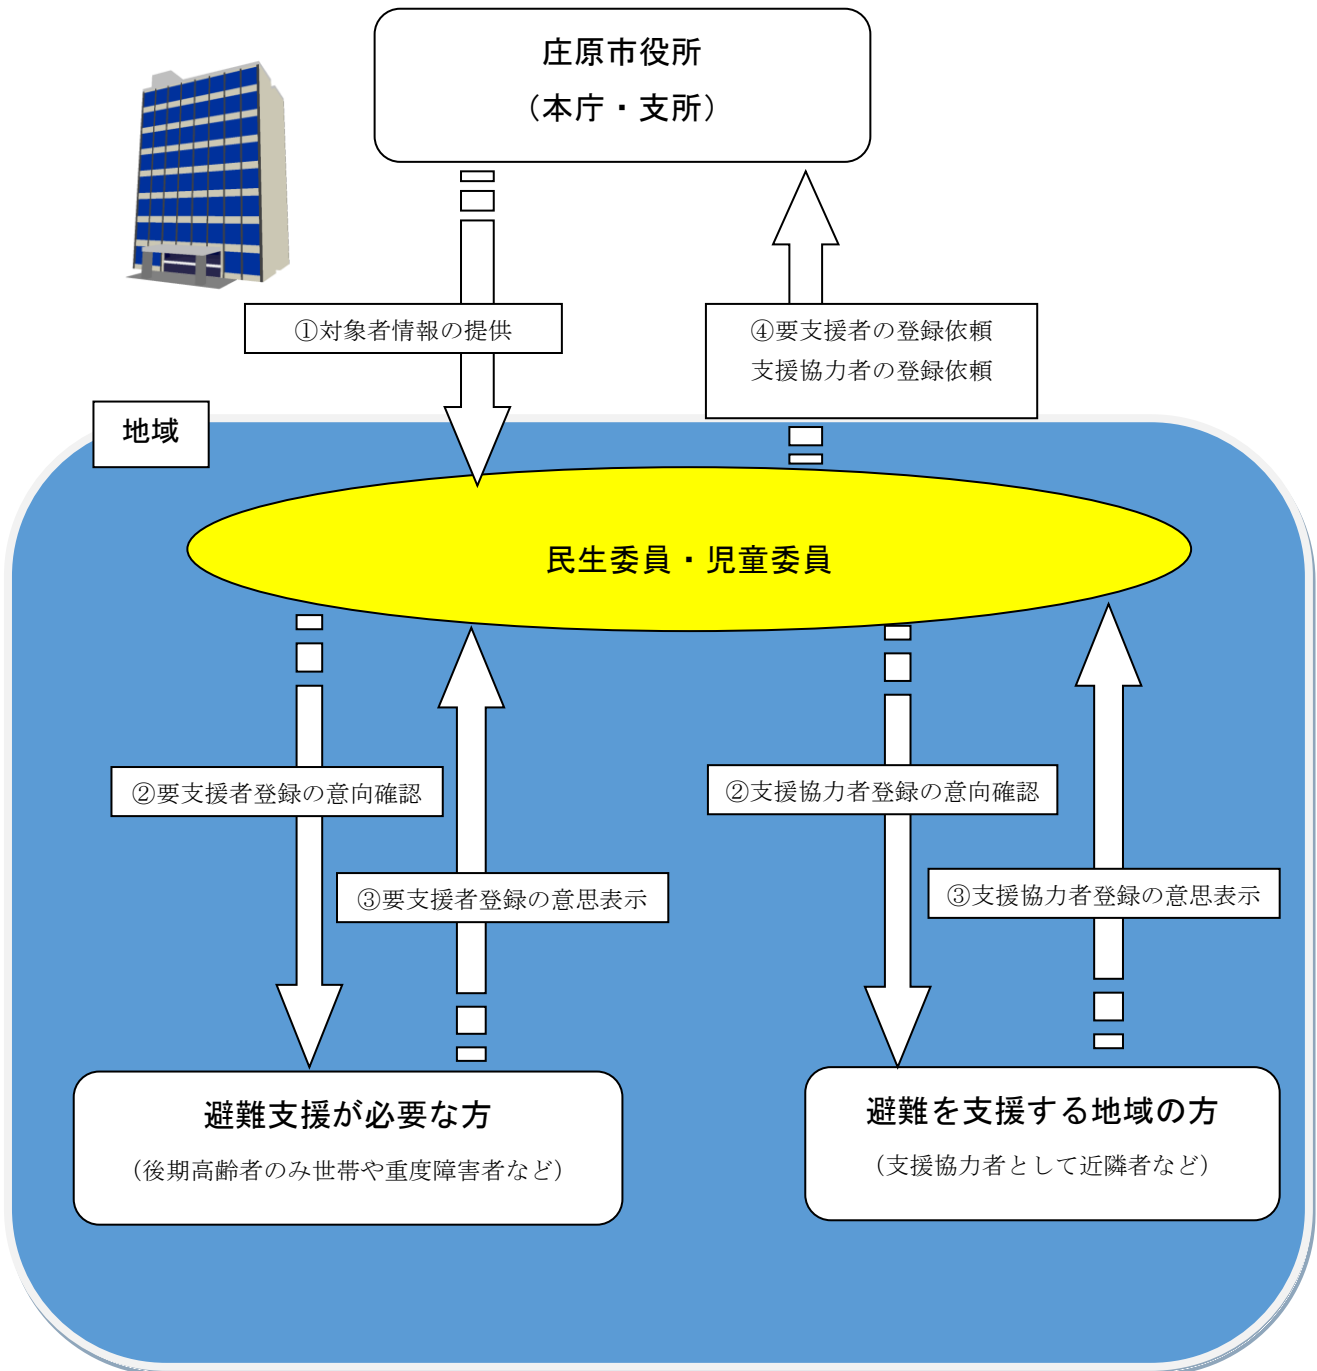 庄原市役所
（本庁・支所）
①対象者情報の提供
④要支援者の登録依頼
支援協力者の登録依頼
地域
民生委員・児童委員
②要支援者登録の意向確認
②支援協力者登録の意向確認
③要支援者登録の意思表示
③支援協力者登録の意思表示
避難支援が必要な方
（後期高齢者のみ世帯や重度障害者など）
避難を支援する地域の方
（支援協力者として近隣者など）